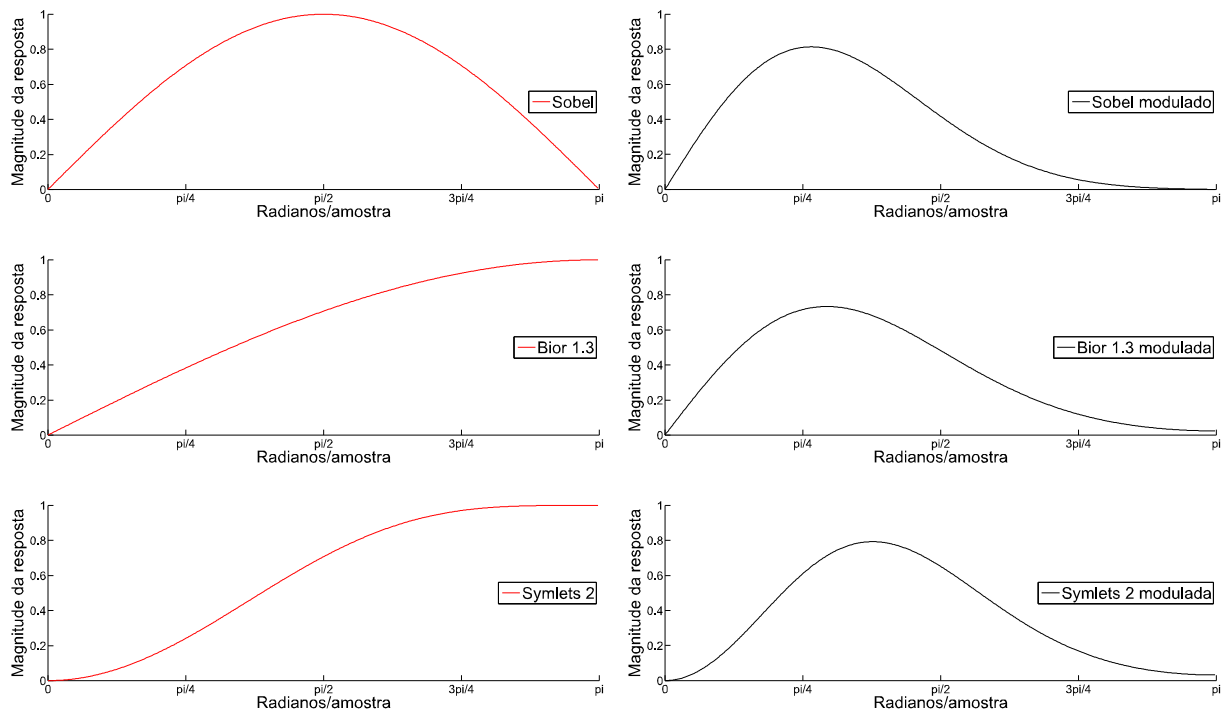 Magnitude da resposta
1
0.8
0.6
0.4
0.2
0
0
pi/4
pi/2
3pi/4
pi
Radianos/amostra
Sobel
Magnitude da resposta
1
0.8
0.6
0.4
0.2
0
0
pi/4
pi/2
3pi/4
pi
Radianos/amostra
Sobel modulado
Magnitude da resposta
1
0.8
0.6
0.4
0.2
0
0
pi/4
pi/2
3pi/4
pi
Radianos/amostra
Bior 1.3
Magnitude da resposta
1
0.8
0.6
0.4
0.2
0
0
pi/4
pi/2
3pi/4
pi
Radianos/amostra
Bior 1.3 modulada
Magnitude da resposta
1
0.8
0.6
0.4
0.2
0
0
pi/4
pi/2
3pi/4
pi
Radianos/amostra
Symlets 2
Magnitude da resposta
1
0.8
0.6
0.4
0.2
0
0
pi/4
pi/2
3pi/4
pi
Radianos/amostra
Symlets 2 modulada